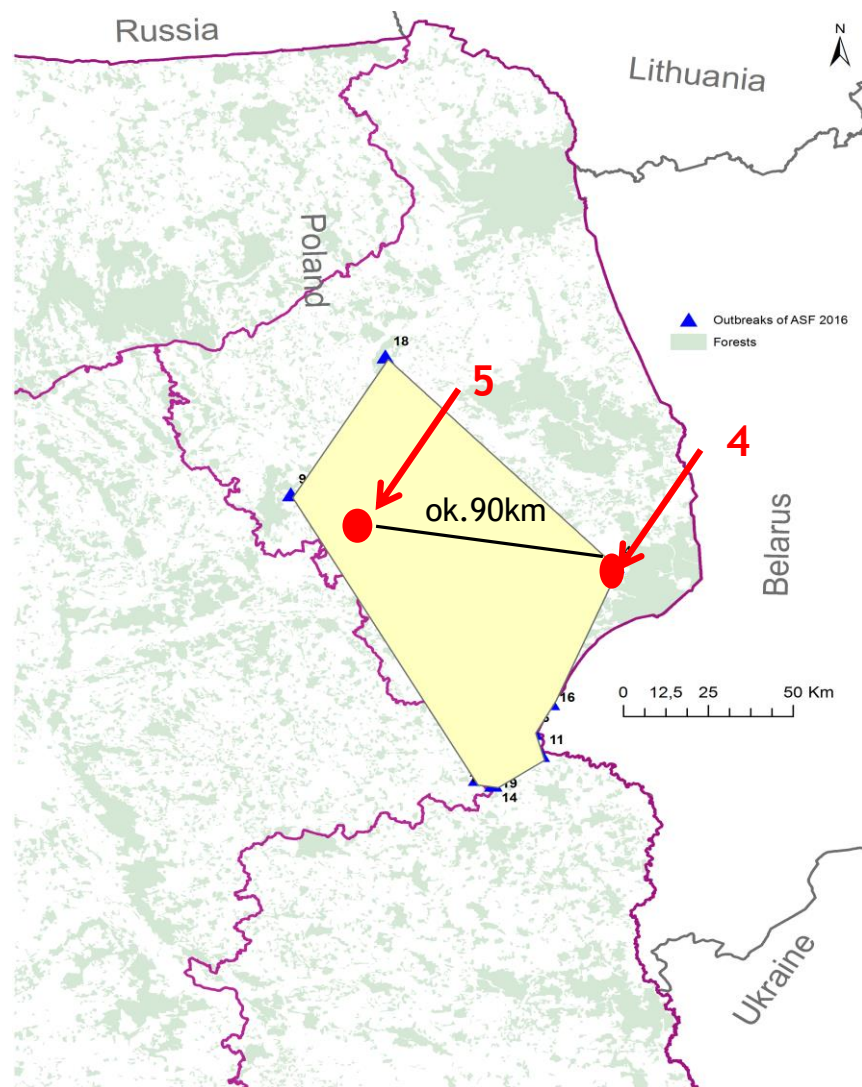 Russia
N
Lithuania
Poland
Outbreaks of ASF 2016
Forests
18
5
4
9
ok.90km
Belarus
16
0 12,5 25 50 Km
11
19
14
Ukraine